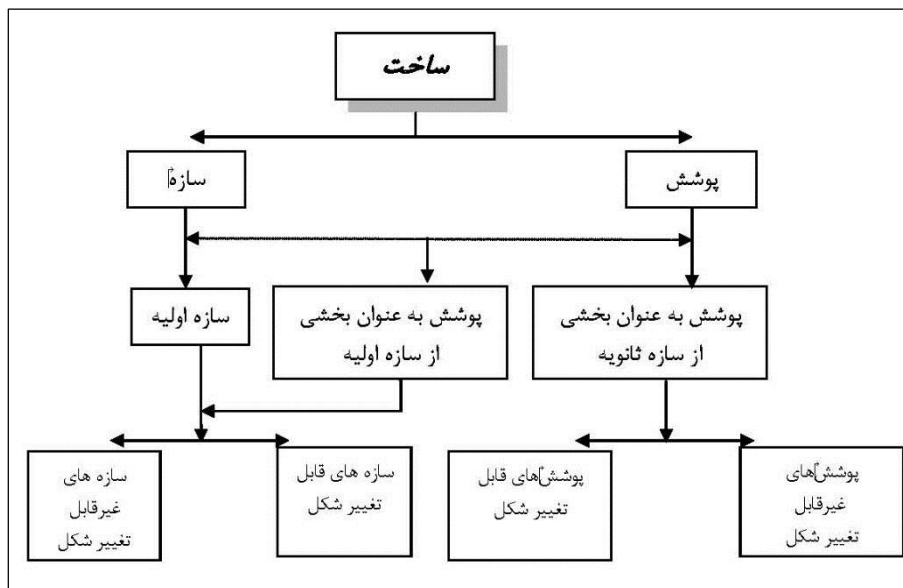 ساخت
پوشش
سازه
پوشش به عنوان بخشی
از سازه ثانویه
پوشش به عنوان بخشی
از سازه اولیه
سازه اولیه
پوشش‌های
غیرقابل
تغییر شکل
پوشش‌های قابل
تغییر شکل
سازه های قابل
تغییر شکل
سازه های
غیرقابل
تغییر شکل